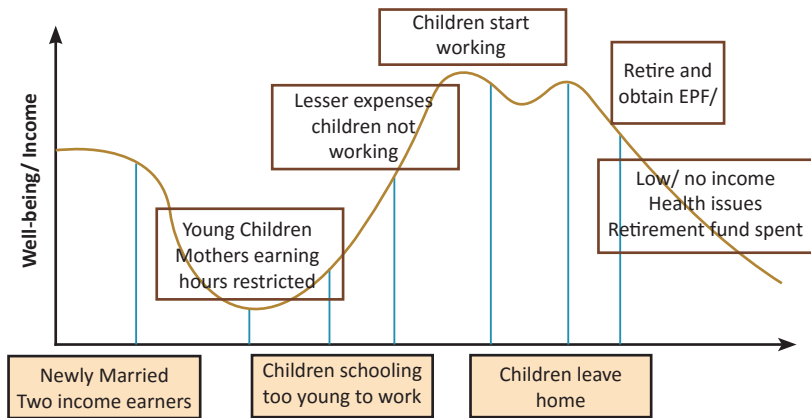 Children start
working
Retire and
obtain EPF/
Lesser expenses
children not
working
Well-being/ Income
Low/ no income
Health issues
Retirement fund spent
Young Children
Mothers earning
hours restricted
Newly Married
Two income earners
Children schooling
too young to work
Children leave
home